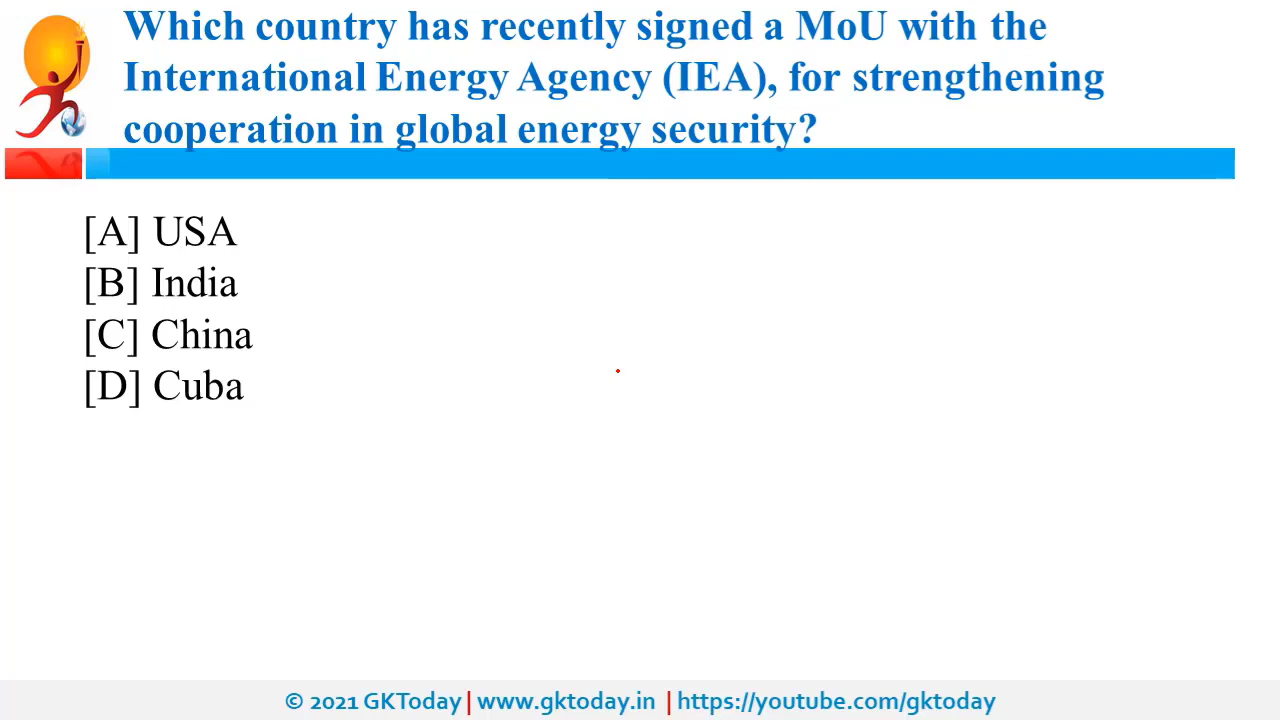 Which country has recently signed a MoU with the
International Energy Agency (IEA), for strengthening
cooperation in global energy security?
[A] USA
[B] India
[C] China
[D] Cuba
© 2021 GKToday | www.gktoday.in | https://youtube.com/gktoday